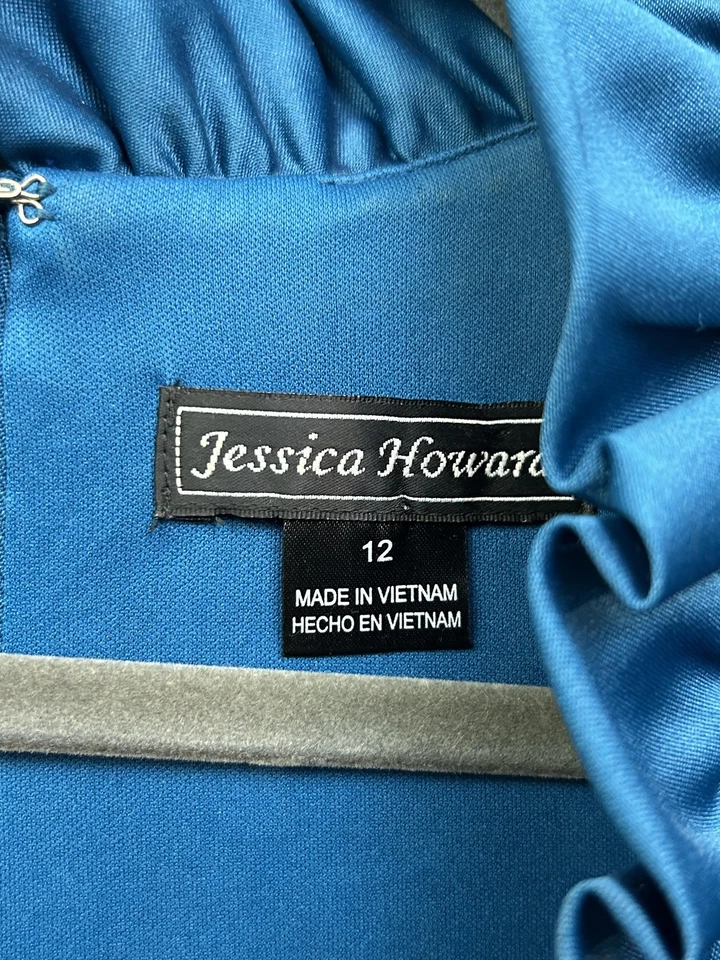 Jessica Howard
12
MADE IN VIETNAM
HECHO EN VIETNAM